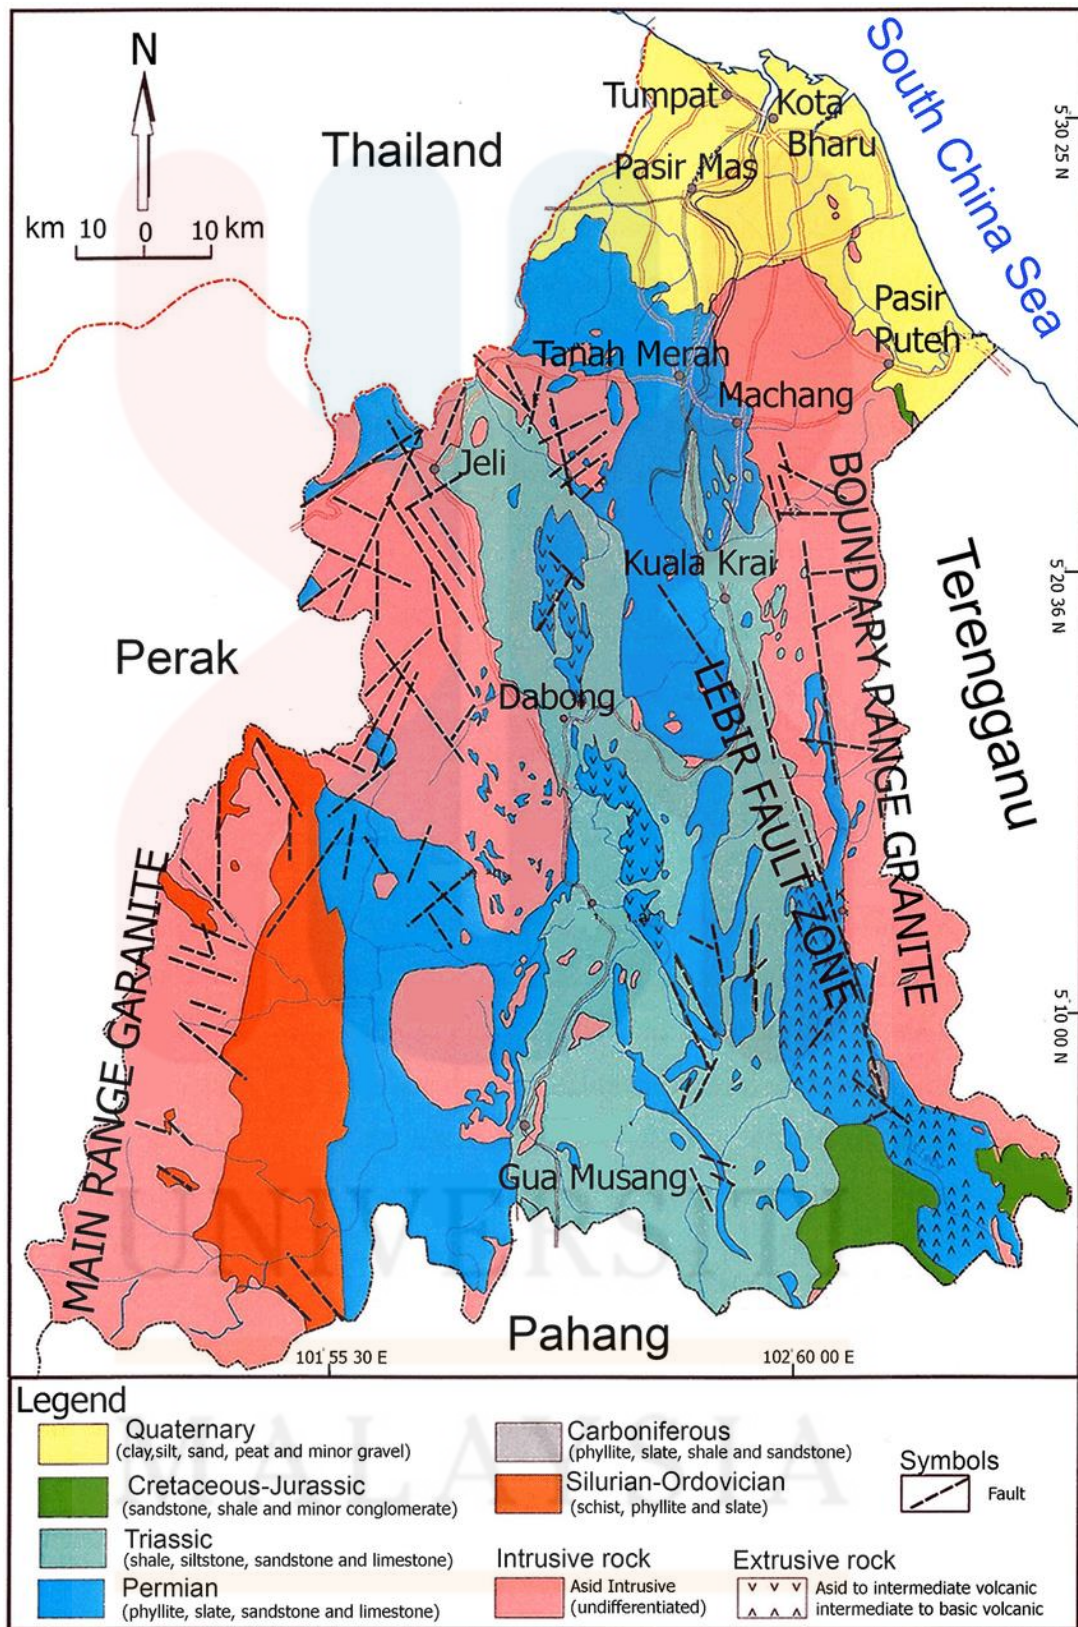 N
km 10 0 10 km
Thailand
South China Sea
Tumpat
Kota
Bharu
Pasir Mas
5°30 25 N
Pasir
Puteh
Tanah Merah
Machang
Jeli
Kuala Krai
BOUNDARY RANGE GRANITE
Terengganu
5°20 36 N
Perak
Dabong
LEBIR FAULT ZONE
MAIN RANGE GARANITE
5°10 00 N
Gua Musang
UNIVERSITI
Pahang
101°55 30 E
102°60 00 E
MALAYSIA
Legend
Quaternary
(clay,silt, sand, peat and minor gravel)
Cretaceous-Jurassic
(sandstone, shale and minor conglomerate)
Triassic
(shale, siltstone, sandstone and limestone)
Permian
(phyllite, slate, sandstone and limestone)
Carboniferous
(phyllite, slate, shale and sandstone)
Silurian-Ordovician
(schist, phyllite and slate)
Intrusive rock
Asid Intrusive
(undifferentiated)
Symbols
Fault
Extrusive rock
Asid to intermediate volcanic
intermediate to basic volcanic